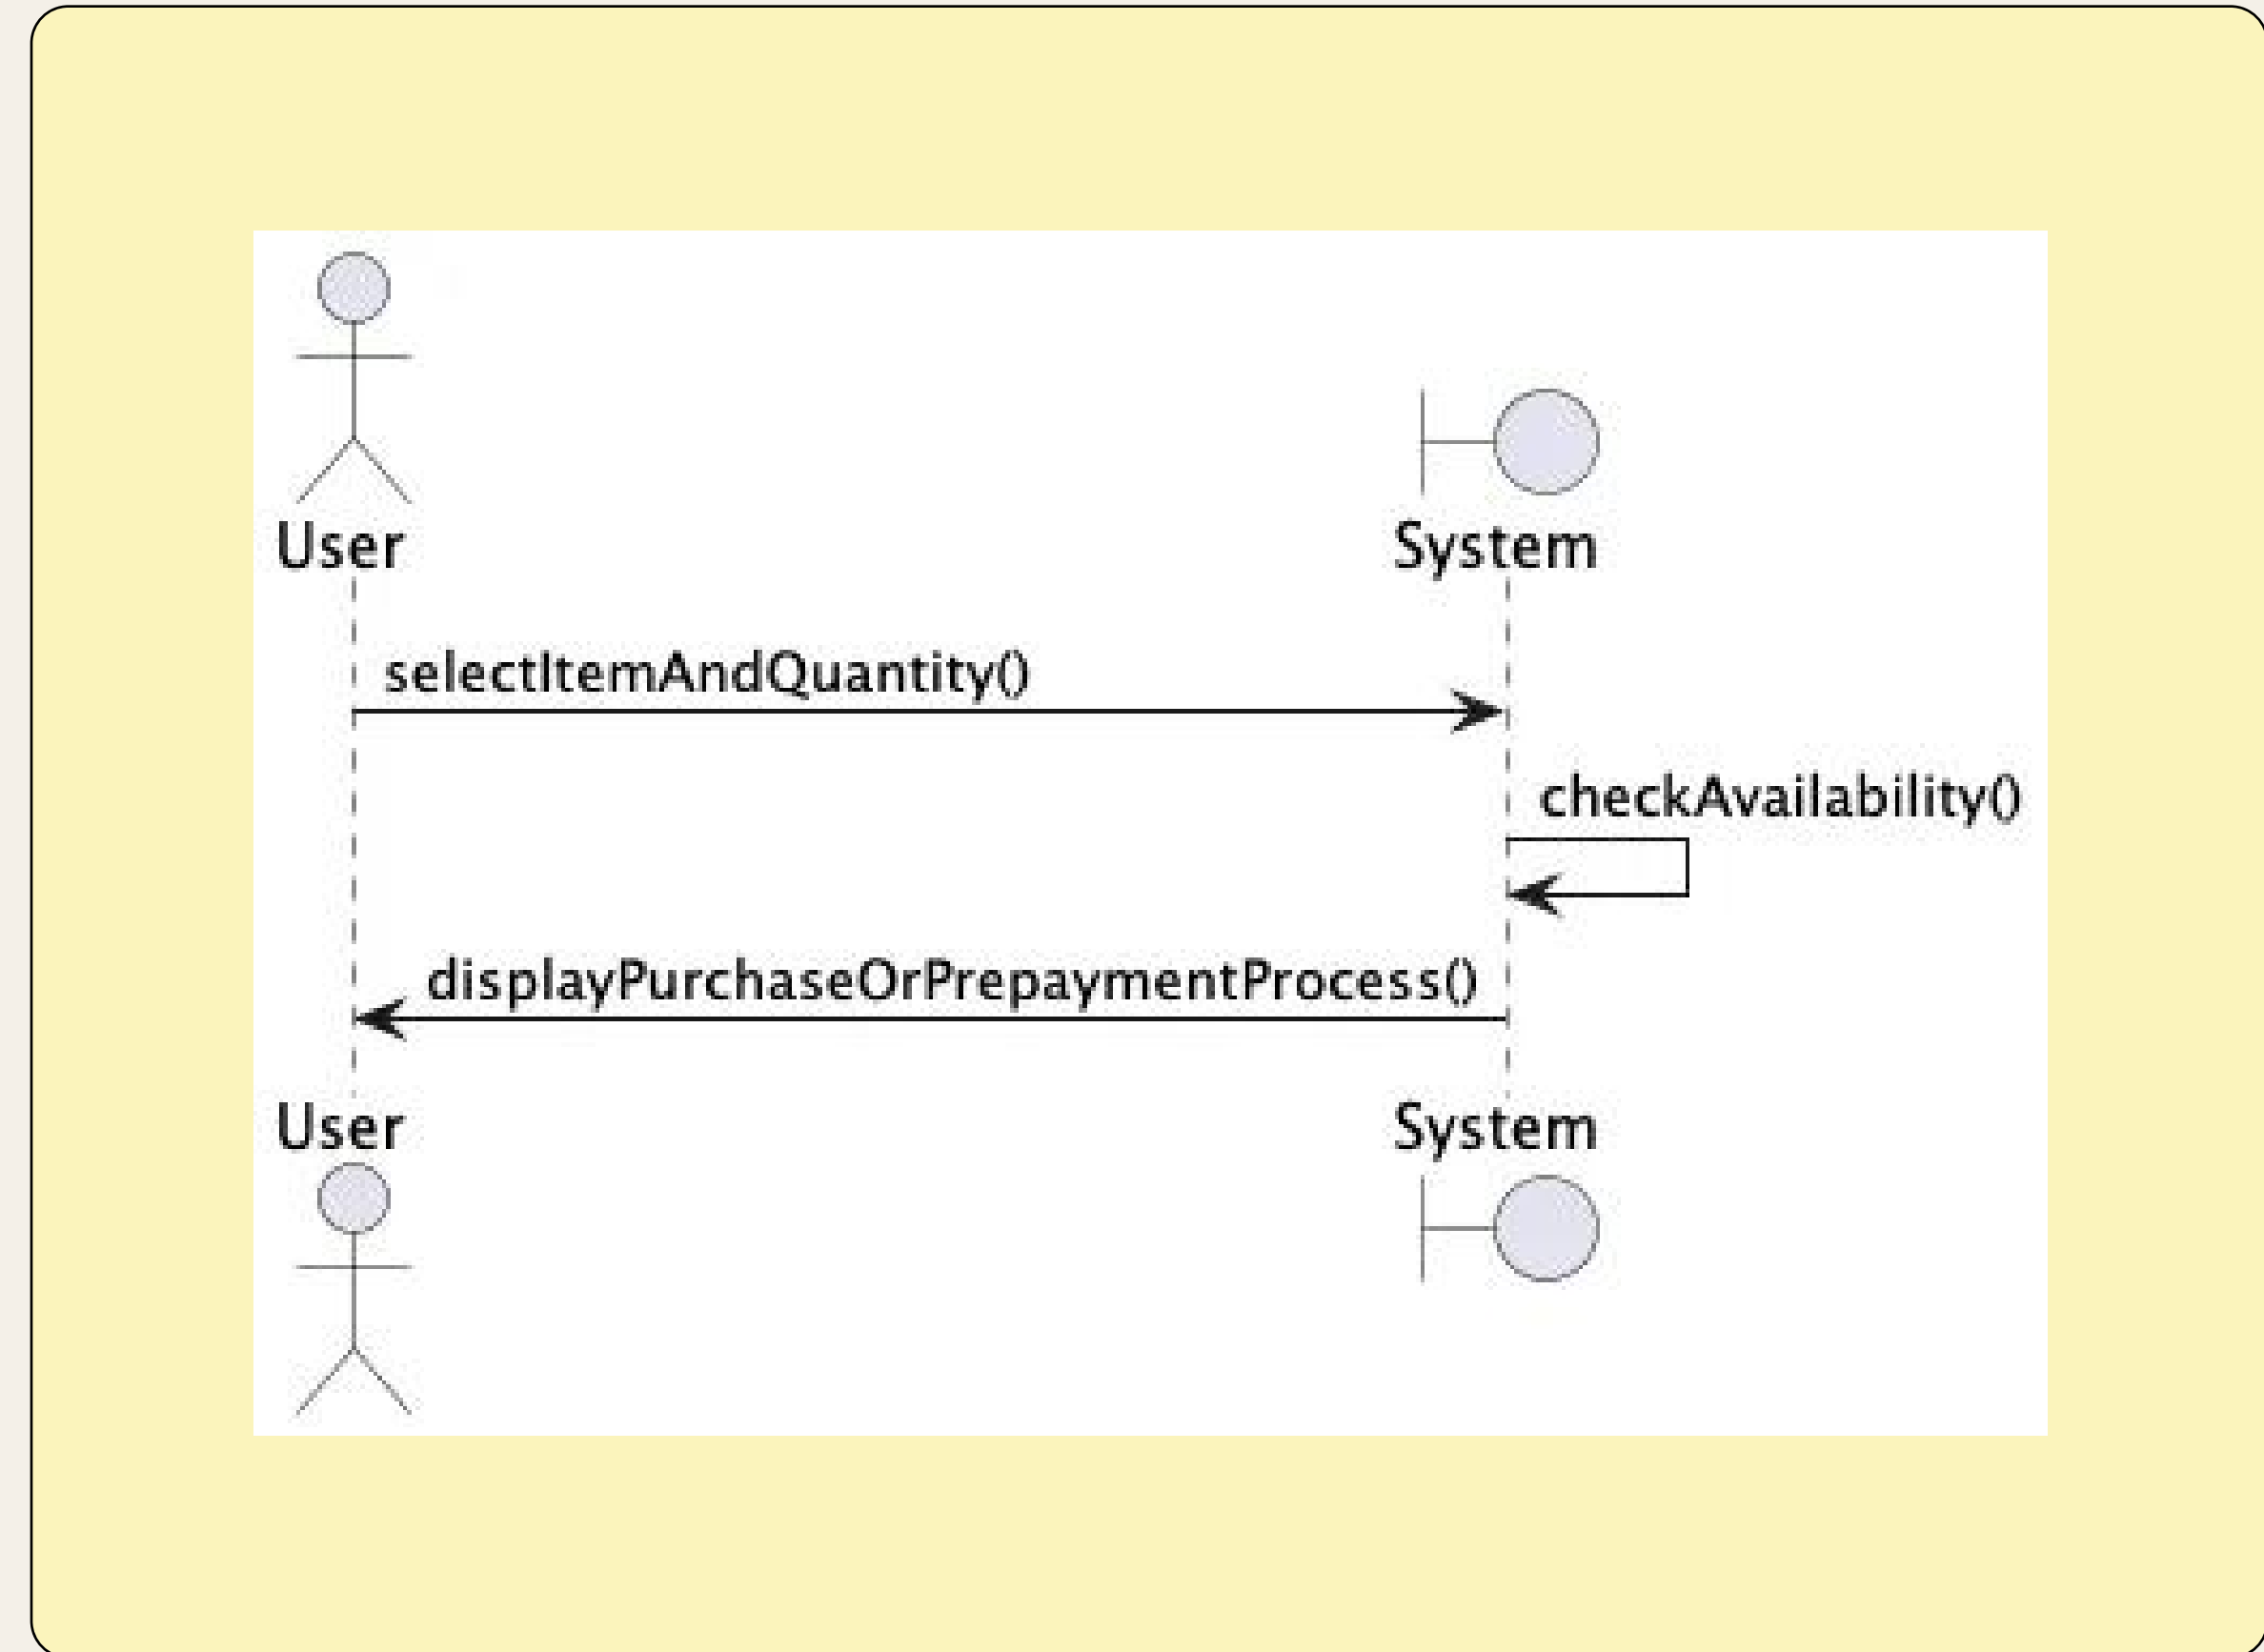 User
System
selectItemAndQuantity()
checkAvailability()
displayPurchaseOrPrepaymentProcess()
User
System